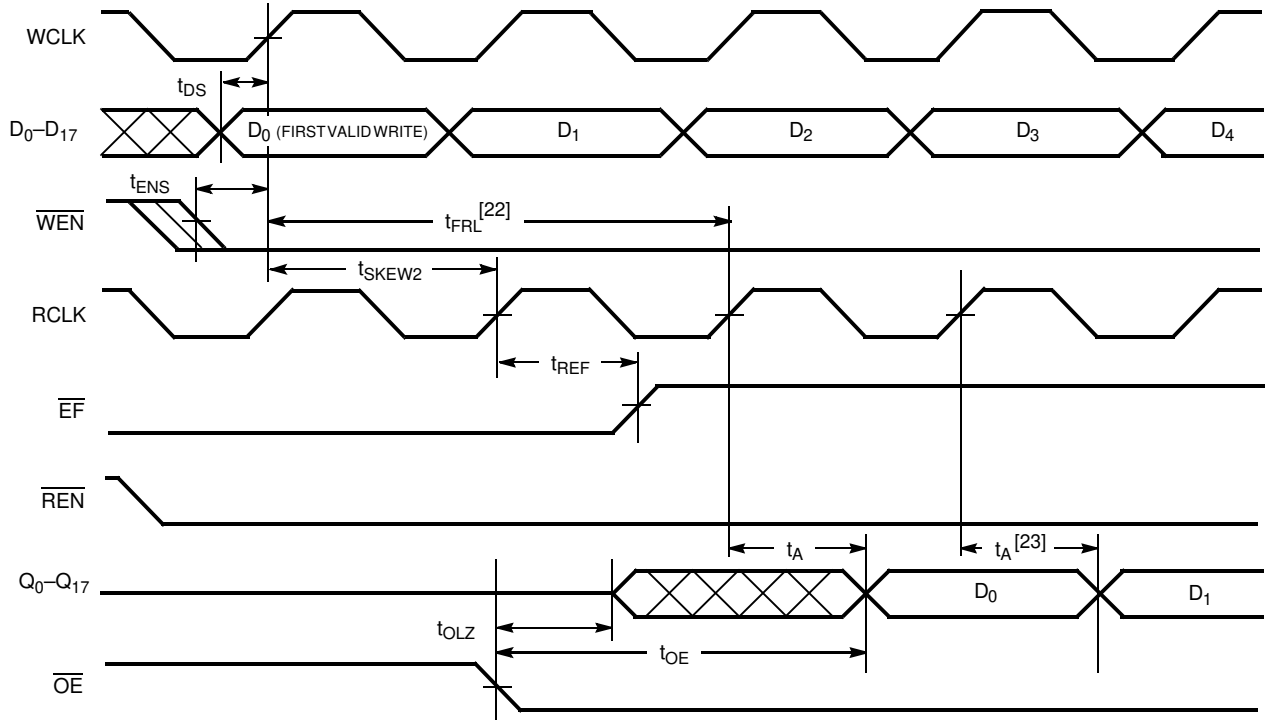 WCLK
tDS
D0–D17
D0 (FIRST VALID WRITE)
D1
D2
D3
D4
tENS
WEN
tFRL[22]
tSKEW2
RCLK
tREF
EF
REN
tA
tA[23]
Q0–Q17
D0
D1
tOLZ
tOE
OE